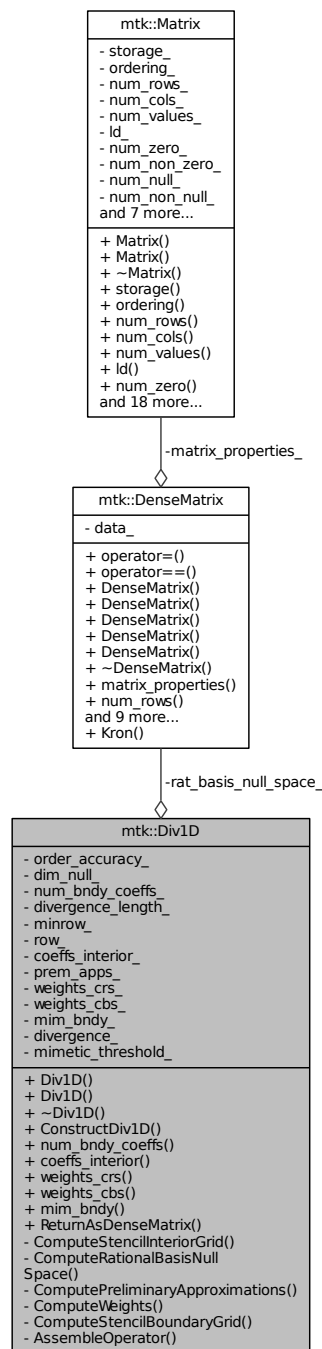 mtk::Matrix
- storage_
- ordering_
- num_rows_
- num_cols_
- num_values_
- ld_
- num_zero_
- num_non_zero_
- num_null_
- num_non_null_
and 7 more...
+ Matrix()
+ Matrix()
+ ~Matrix()
+ storage()
+ ordering()
+ num_rows()
+ num_cols()
+ num_values()
+ ld()
+ num_zero()
and 18 more...
-matrix_properties_
mtk::DenseMatrix
- data_
+ operator=()
+ operator==()
+ DenseMatrix()
+ DenseMatrix()
+ DenseMatrix()
+ DenseMatrix()
+ DenseMatrix()
+ ~DenseMatrix()
+ matrix_properties()
+ num_rows()
and 9 more...
+ Kron()
-rat_basis_null_space_
mtk::Div1D
- order_accuracy_
- dim_null_
- num_bndy_coeffs_
- divergence_length_
- minrow_
- row_
- coeffs_interior_
- prem_apps_
- weights_crs_
- weights_cbs_
- mim_bndy_
- divergence_
- mimetic_threshold_
+ Div1D()
+ Div1D()
+ ~Div1D()
+ ConstructDiv1D()
+ num_bndy_coeffs()
+ coeffs_interior()
+ weights_crs()
+ weights_cbs()
+ mim_bndy()
+ ReturnAsDenseMatrix()
- ComputeStencilInteriorGrid()
- ComputeRationalBasisNull
Space()
- ComputePreliminaryApproximations()
- ComputeWeights()
- ComputeStencilBoundaryGrid()
- AssembleOperator()